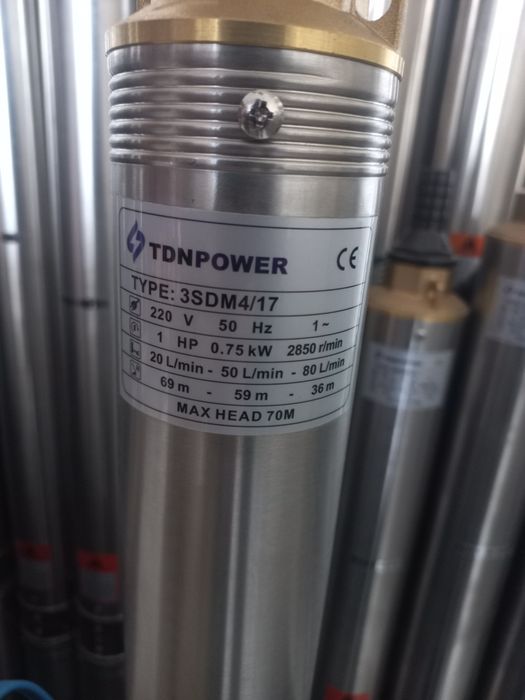 TDNPOWER CE
TYPE: 3SDM4/17
220 V 50 Hz 1~
1 HP 0.75 kW 2850 r/min
20 L/min - 50 L/min - 80 L/min
69 m - 59 m - 36 m
MAX HEAD 70M